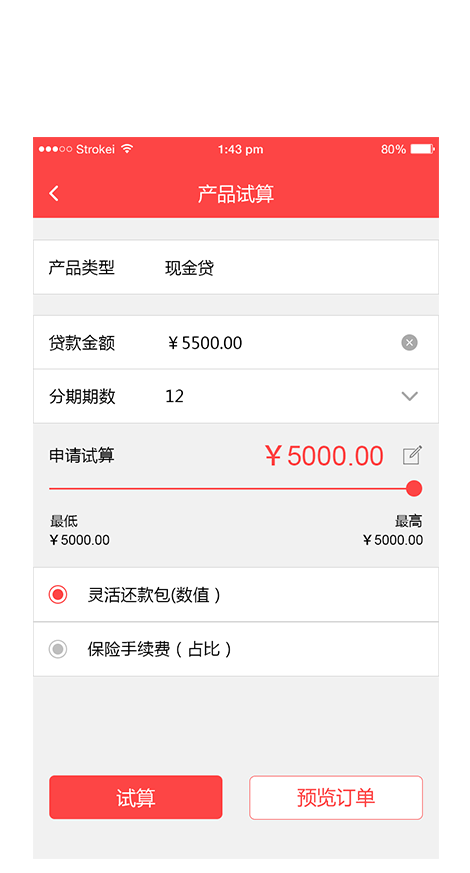 Strokei 1:43 pm 80%
产品试算
产品类型 现金贷
贷款金额 ￥5500.00
分期期数 12
申请试算 ￥5000.00
最低 最高
￥5000.00 ￥5000.00
灵活还款包(数值）
保险手续费（占比）
试算 预览订单